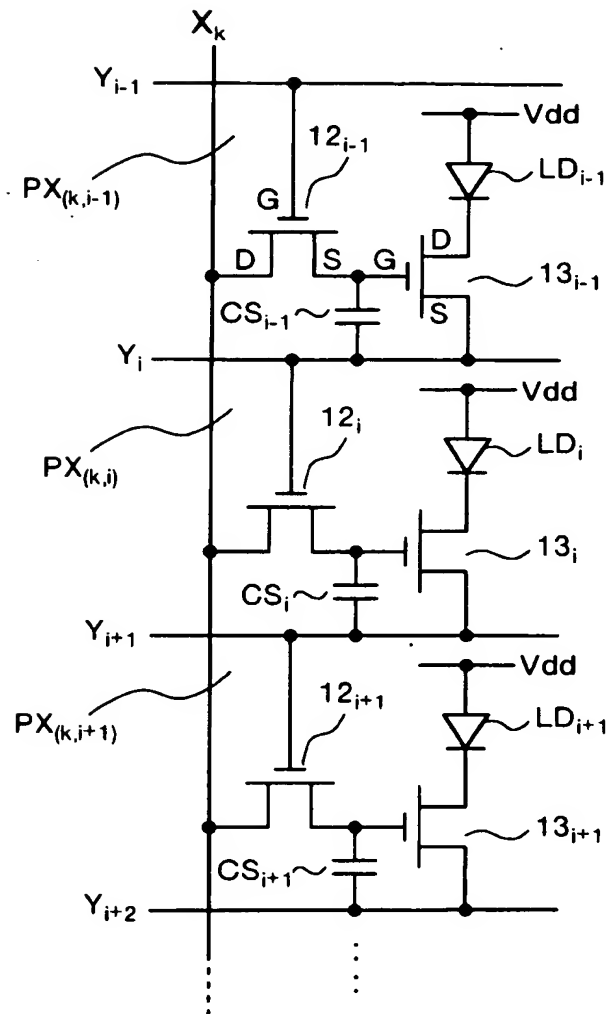 Xₖ
Yᵢ₋₁
Vdd
12ᵢ₋₁
LDᵢ₋₁
PX₍ₖ,ᵢ₋₁₎
G
D
D S G
13ᵢ₋₁
CSᵢ₋₁
S
Yᵢ
Vdd
12ᵢ
LDᵢ
PX₍ₖ,ᵢ₎
13ᵢ
CSᵢ
Yᵢ₊₁
Vdd
12ᵢ₊₁
LDᵢ₊₁
PX₍ₖ,ᵢ₊₁₎
13ᵢ₊₁
CSᵢ₊₁
Yᵢ₊₂